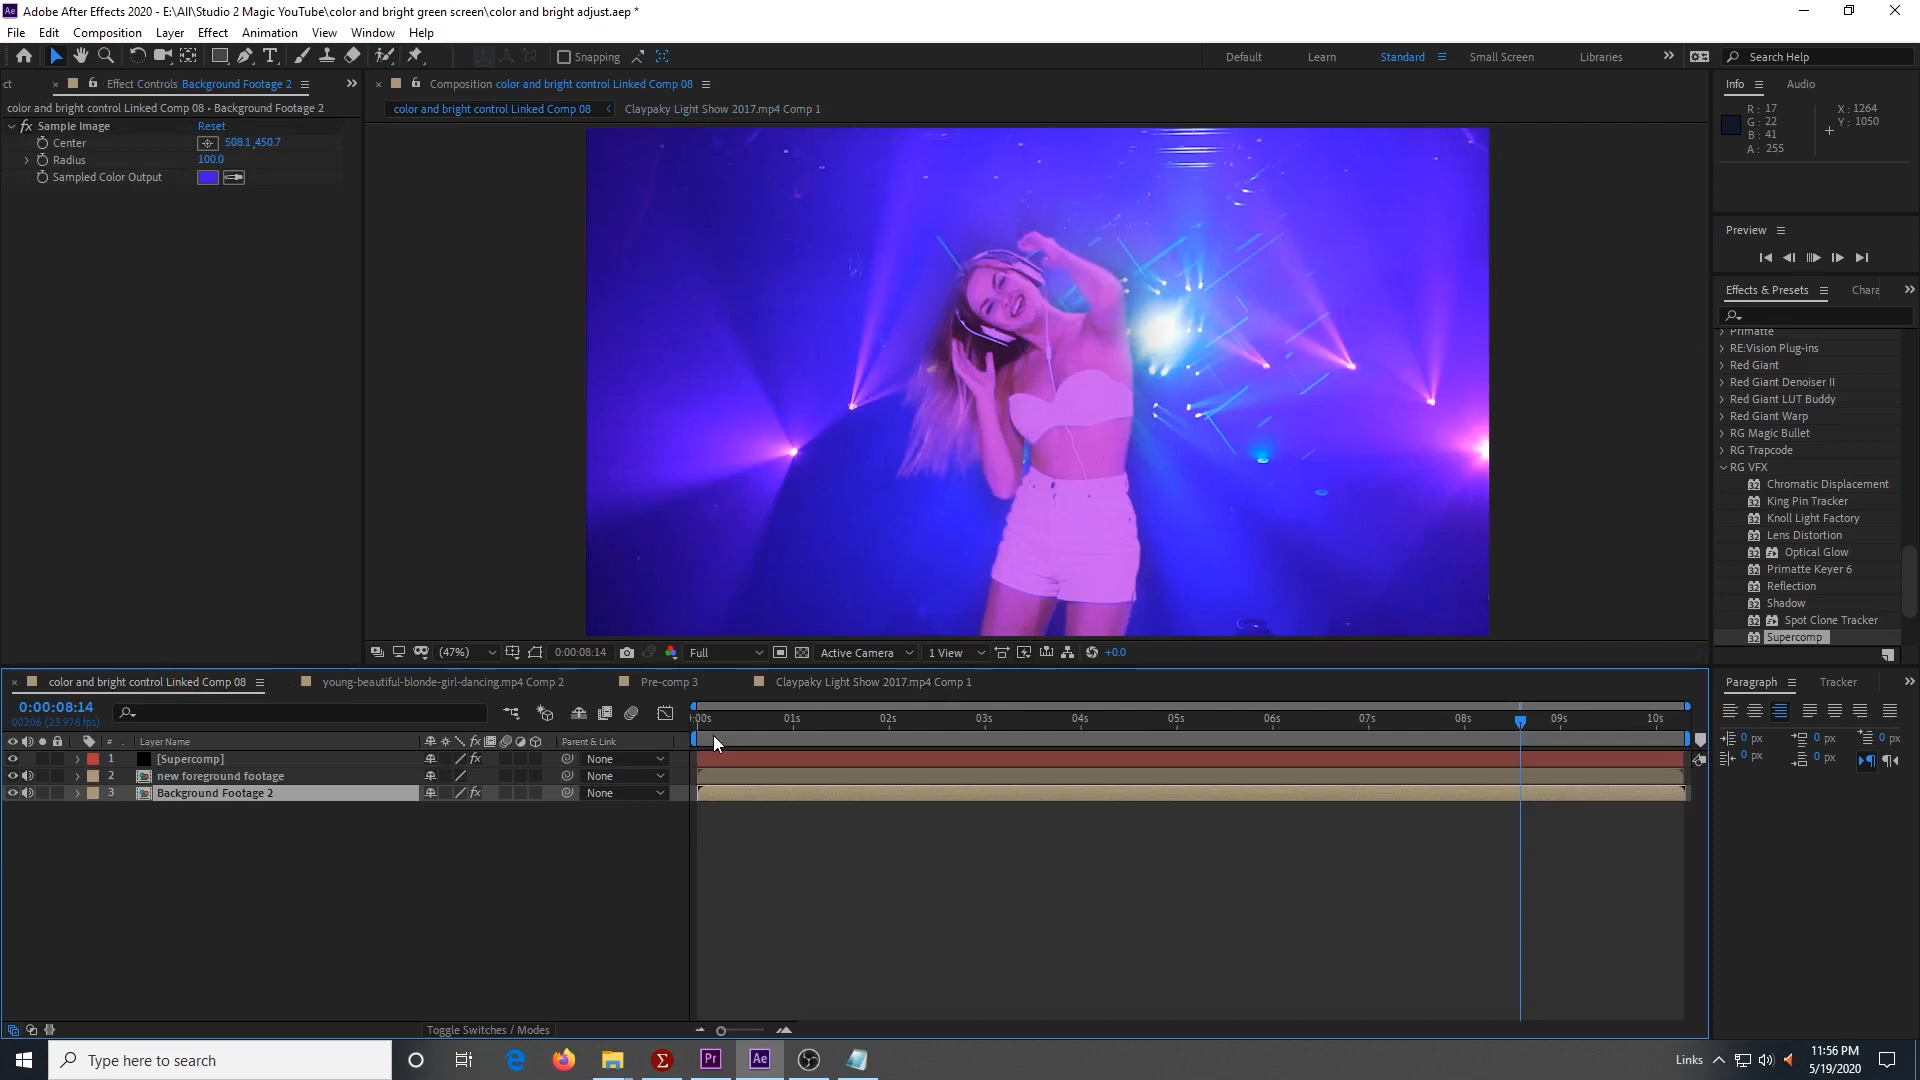 Adobe After Effects 2020 - E:\All\Studio 2 Magic YouTube\color and bright green screen\color and bright adjust.aep *
File Edit Composition Layer Effect Animation View Window Help
Snapping
Default Learn Standard Small Screen Libraries Search Help
ct Effect Controls Background Footage 2
color and bright control Linked Comp 08 • Background Footage 2
fx Sample Image Reset
Center 508.1,450.7
Radius 100.0
Sampled Color Output
Composition color and bright control Linked Comp 08
color and bright control Linked Comp 08 Claypaky Light Show 2017.mp4 Comp 1
(47%) 0:00:08:14 Full Active Camera 1 View +0.0
Info Audio
R: 17 X: 1264
G: 22 Y: 1050
B: 41
A: 255
Preview
Effects & Presets Chara
Primatte
RE:Vision Plug-ins
Red Giant
Red Giant Denoiser II
Red Giant LUT Buddy
Red Giant Warp
RG Magic Bullet
RG Trapcode
RG VFX
Chromatic Displacement
King Pin Tracker
Knoll Light Factory
Lens Distortion
Optical Glow
Primatte Keyer 6
Reflection
Shadow
Spot Clone Tracker
Supercomp
Paragraph Tracker
0 px 0 px 0 px
0 px 0 px
color and bright control Linked Comp 08 young-beautiful-blonde-girl-dancing.mp4 Comp 2 Pre-comp 3 Claypaky Light Show 2017.mp4 Comp 1
0:00:08:14
00206 (23.976 fps)
:00s 01s 02s 03s 04s 05s 06s 07s 08s 09s 10s
# Layer Name fx Parent & Link
1 [Supercomp] fx None
2 new foreground footage None
3 Background Footage 2 fx None
Toggle Switches / Modes
Type here to search
Pr Ae
Links
11:56 PM
5/19/2020